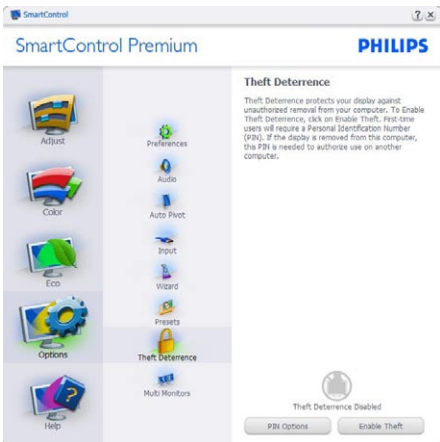 SmartControl
SmartControl Premium
PHILIPS
Adjust
Color
Eco
Options
Help
Preferences
Audio
Auto Pivot
Input
Wizard
Presets
Theft Deterrence
Multi Monitors
Theft Deterrence
Theft Deterrence protects your display against
unauthorized removal from your computer. To Enable
Theft Deterrence, click on Enable Theft. First-time
users will require a Personal Identification Number
(PIN). If the display is removed from this computer,
this PIN is needed to authorize use on another
computer.
Theft Deterrence Disabled
PIN Options
Enable Theft